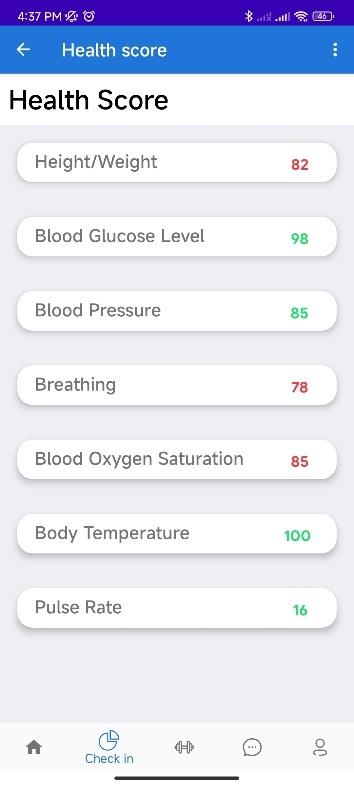 4:37 PM
46
Health score
Health Score
Height/Weight 82
Blood Glucose Level 98
Blood Pressure 85
Breathing 78
Blood Oxygen Saturation 85
Body Temperature 100
Pulse Rate 16
Check in